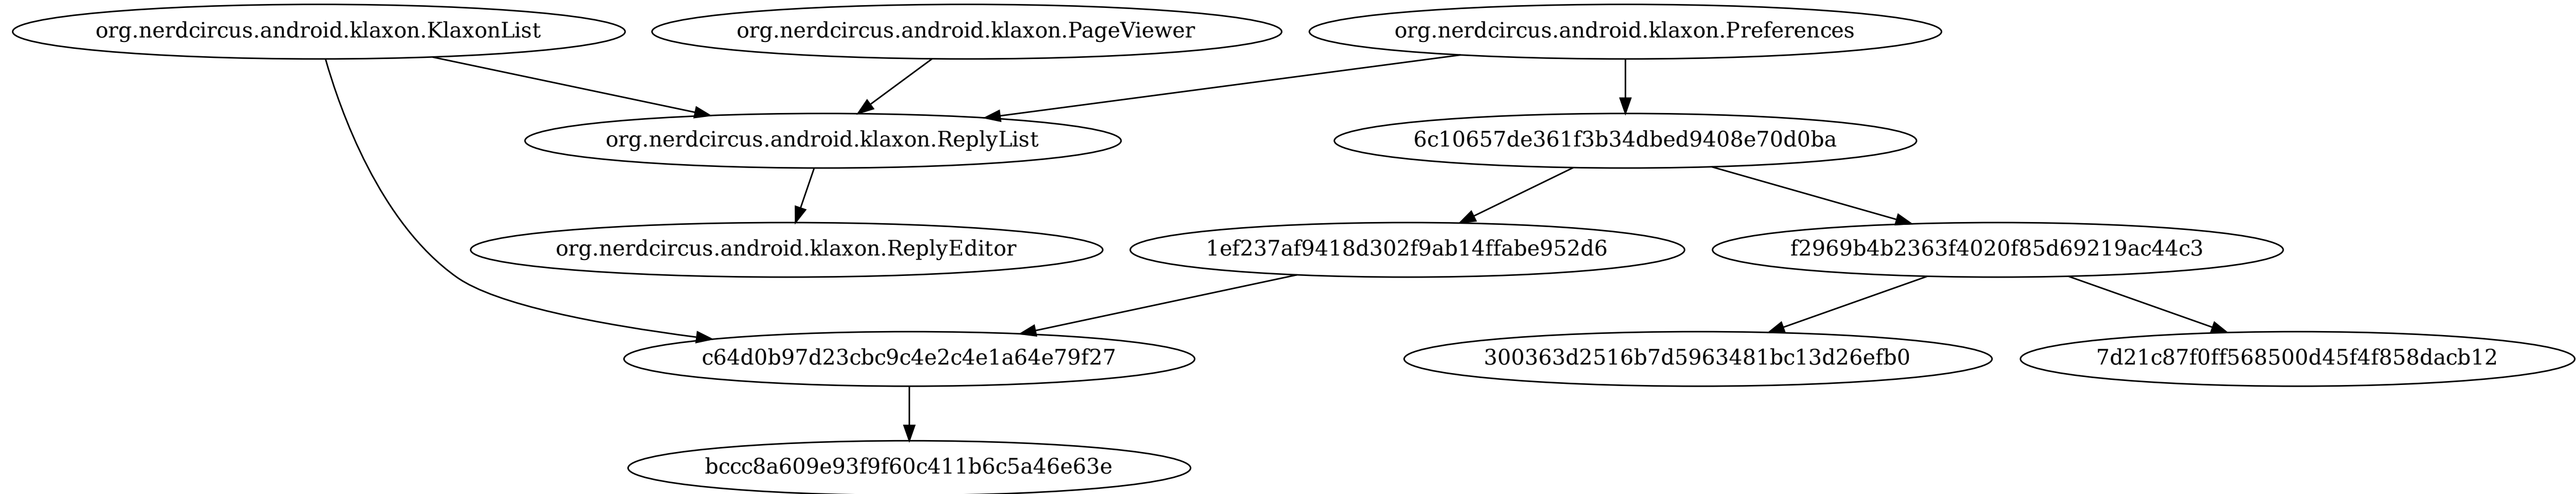 org.nerdcircus.android.klaxon.KlaxonList
org.nerdcircus.android.klaxon.PageViewer
org.nerdcircus.android.klaxon.Preferences
org.nerdcircus.android.klaxon.ReplyList
6c10657de361f3b34dbed9408e70d0ba
org.nerdcircus.android.klaxon.ReplyEditor
1ef237af9418d302f9ab14ffabe952d6
f2969b4b2363f4020f85d69219ac44c3
c64d0b97d23cbc9c4e2c4e1a64e79f27
300363d2516b7d5963481bc13d26efb0
7d21c87f0ff568500d45f4f858dacb12
bccc8a609e93f9f60c411b6c5a46e63e